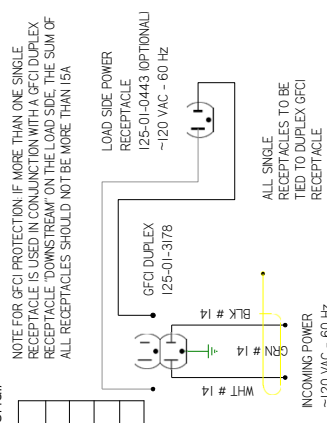 NOTE FOR GFCI PROTECTION: IF MORE THAN ONE SINGLE
RECEPTACLE IS USED IN CONJUNCTION WITH A GFCI DUPLEX
RECEPTACLE "DOWNSTREAM" ON THE LOAD SIDE, THE SUM OF
ALL RECEPTACLES SHOULD NOT BE MORE THAN 15A
LOAD SIDE POWER
RECEPTACLE
125-01-0443 (OPTIONAL)
~120 VAC - 60 Hz
GFCI DUPLEX
125-01-3178
ALL SINGLE
RECEPTACLES TO BE
TIED TO DUPLEX GFCI
RECEPTACLE
WHT # 14
GRN # 14
BLK # 14
INCOMING POWER
~120 VAC - 60 Hz